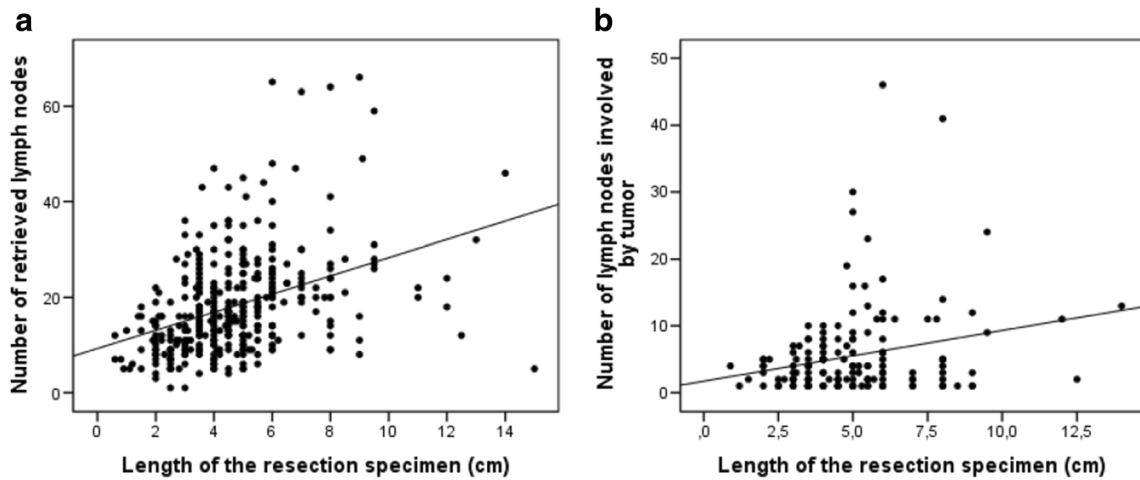 a
Number of retrieved lymph nodes
60
40
20
0
0 2 4 6 8 10 12 14
Length of the resection specimen (cm)
b
Number of lymph nodes involved
by tumor
50
40
30
20
10
0
,0 2,5 5,0 7,5 10,0 12,5
Length of the resection specimen (cm)